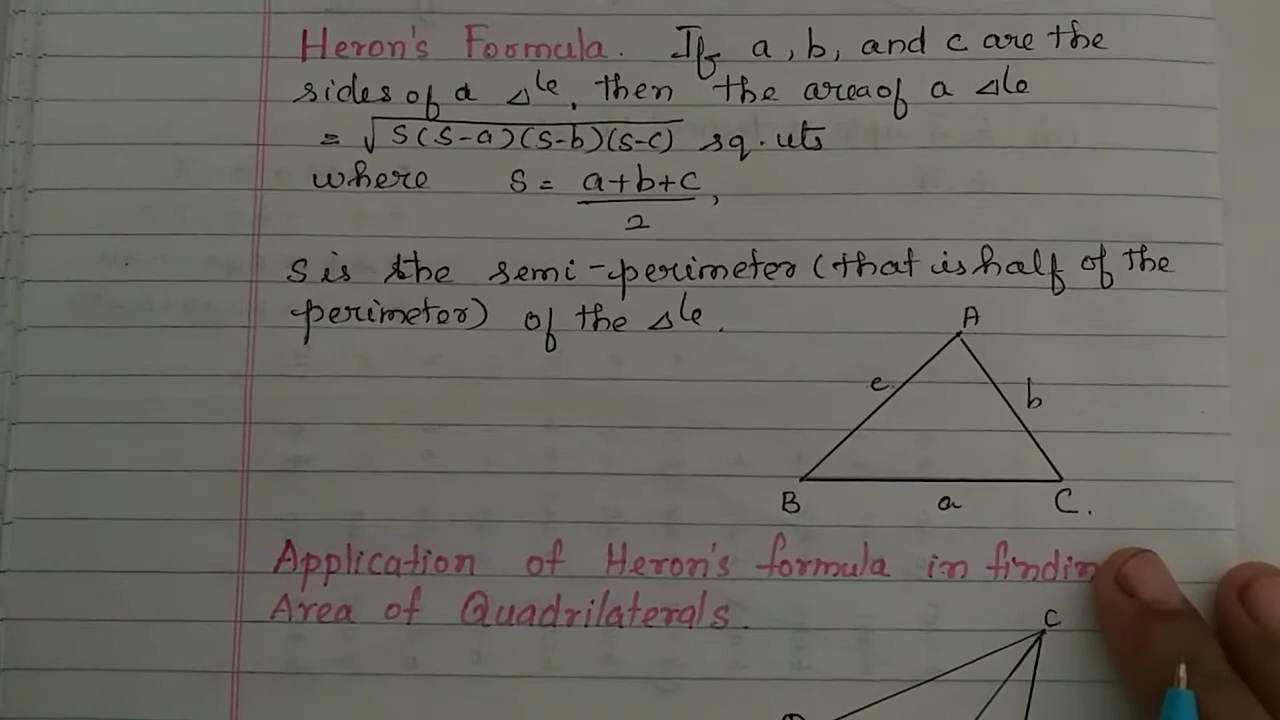 Heron's Formula. If a, b, and c are the
sides of a △le, then the area of a △le
= √S(S-a)(S-b)(S-c) sq. uts
where S = a+b+c,
2
S is the semi-perimeter (that is half of the
perimeter) of the △le.
A
c
b
B a C.
Application of Heron's formula in findin
Area of Quadrilaterals.
C